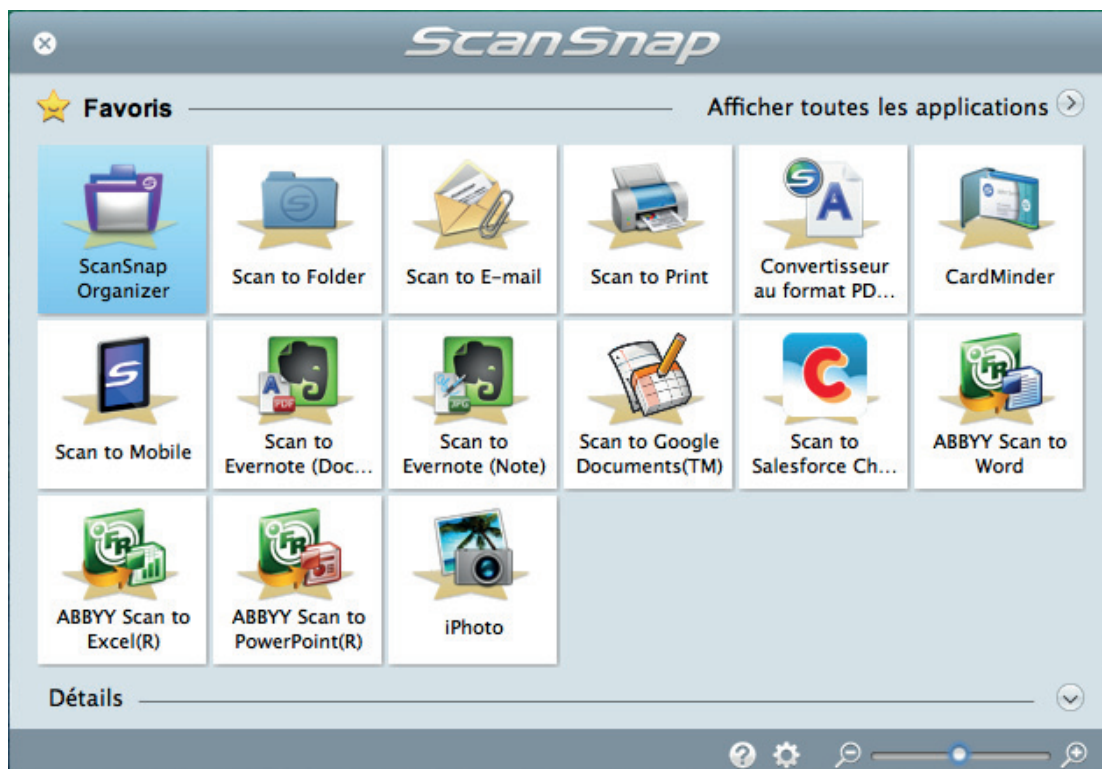 ScanSnap
Favoris
Afficher toutes les applications
ScanSnap
Organizer
Scan to Folder
Scan to E-mail
Scan to Print
Convertisseur
au format PD...
CardMinder
Scan to Mobile
Scan to
Evernote (Doc...
Scan to
Evernote (Note)
Scan to Google
Documents(TM)
Scan to
Salesforce Ch...
ABBYY Scan to
Word
ABBYY Scan to
Excel(R)
ABBYY Scan to
PowerPoint(R)
iPhoto
Détails